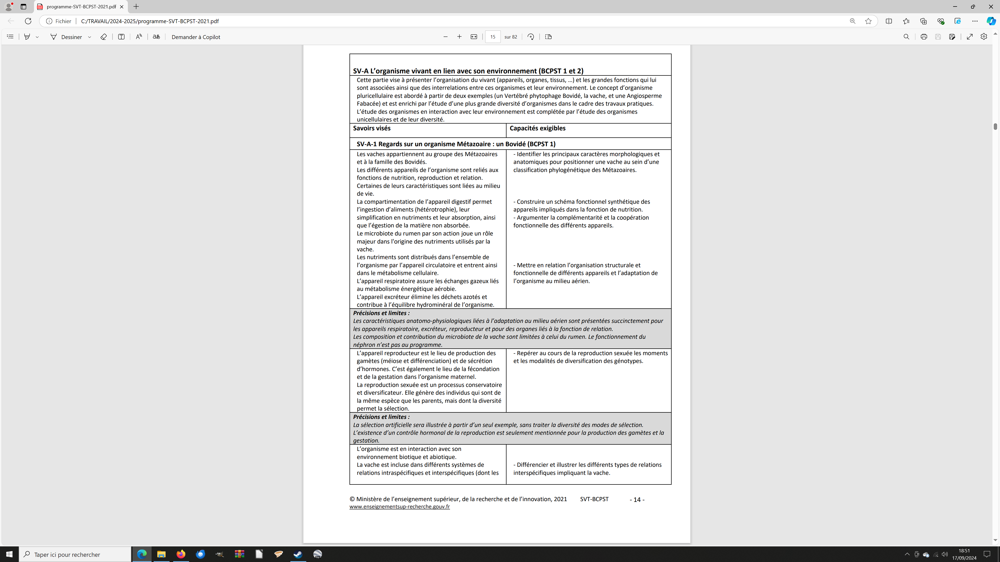 programme-SVT-BCPST-2021.pdf
Fichier
C:/TRAVAIL/2024-2025/programme-SVT-BCPST-2021.pdf
Dessiner
aあ
Demander à Copilot
15
sur 82
SV-A L’organisme vivant en lien avec son environnement (BCPST 1 et 2)
Cette partie vise à présenter l’organisation du vivant (appareils, organes, tissus, …) et les grandes fonctions qui lui
sont associées ainsi que des interrelations entre ces organismes et leur environnement. Le concept d’organisme
pluricellulaire est abordé à partir de deux exemples (un Vertébré phytophage Bovidé, la vache, et une Angiosperme
Fabacée) et est enrichi par l’étude d’une plus grande diversité d’organismes dans le cadre des travaux pratiques.
L’étude des organismes en interaction avec leur environnement est complétée par l’étude des organismes
unicellulaires et de leur diversité.
Savoirs visés
Capacités exigibles
SV-A-1 Regards sur un organisme Métazoaire : un Bovidé (BCPST 1)
Les vaches appartiennent au groupe des Métazoaires
et à la famille des Bovidés.
Les différents appareils de l’organisme sont reliés aux
fonctions de nutrition, reproduction et relation.
Certaines de leurs caractéristiques sont liées au milieu
de vie.
La compartimentation de l’appareil digestif permet
l’ingestion d’aliments (hétérotrophie), leur
simplification en nutriments et leur absorption, ainsi
que l’égestion de la matière non absorbée.
Le microbiote du rumen par son action joue un rôle
majeur dans l'origine des nutriments utilisés par la
vache.
Les nutriments sont distribués dans l’ensemble de
l’organisme par l’appareil circulatoire et entrent ainsi
dans le métabolisme cellulaire.
L’appareil respiratoire assure les échanges gazeux liés
au métabolisme énergétique aérobie.
L’appareil excréteur élimine les déchets azotés et
contribue à l’équilibre hydrominéral de l’organisme.
- Identifier les principaux caractères morphologiques et
anatomiques pour positionner une vache au sein d’une
classification phylogénétique des Métazoaires.
- Construire un schéma fonctionnel synthétique des
appareils impliqués dans la fonction de nutrition.
- Argumenter la complémentarité et la coopération
fonctionnelle des différents appareils.
- Mettre en relation l’organisation structurale et
fonctionnelle de différents appareils et l’adaptation de
l’organisme au milieu aérien.
Précisions et limites :
Les caractéristiques anatomo-physiologiques liées à l’adaptation au milieu aérien sont présentées succinctement pour
les appareils respiratoire, excréteur, reproducteur et pour des organes liés à la fonction de relation.
Les composition et contribution du microbiote de la vache sont limitées à celui du rumen. Le fonctionnement du
néphron n’est pas au programme.
L’appareil reproducteur est le lieu de production des
gamètes (méiose et différenciation) et de sécrétion
d’hormones. C’est également le lieu de la fécondation
et de la gestation dans l’organisme maternel.
La reproduction sexuée est un processus conservatoire
et diversificateur. Elle génère des individus qui sont de
la même espèce que les parents, mais dont la diversité
permet la sélection.
- Repérer au cours de la reproduction sexuée les moments
et les modalités de diversification des génotypes.
Précisions et limites :
La sélection artificielle sera illustrée à partir d’un seul exemple, sans traiter la diversité des modes de sélection.
L’existence d’un contrôle hormonal de la reproduction est seulement mentionnée pour la production des gamètes et la
gestation.
L’organisme est en interaction avec son
environnement biotique et abiotique.
La vache est incluse dans différents systèmes de
relations intraspécifiques et interspécifiques (dont les
- Différencier et illustrer les différents types de relations
interspécifiques impliquant la vache.
© Ministère de l’enseignement supérieur, de la recherche et de l’innovation, 2021 SVT-BCPST - 14 -
www.enseignementsup-recherche.gouv.fr
Taper ici pour rechercher
18:51
17/09/2024